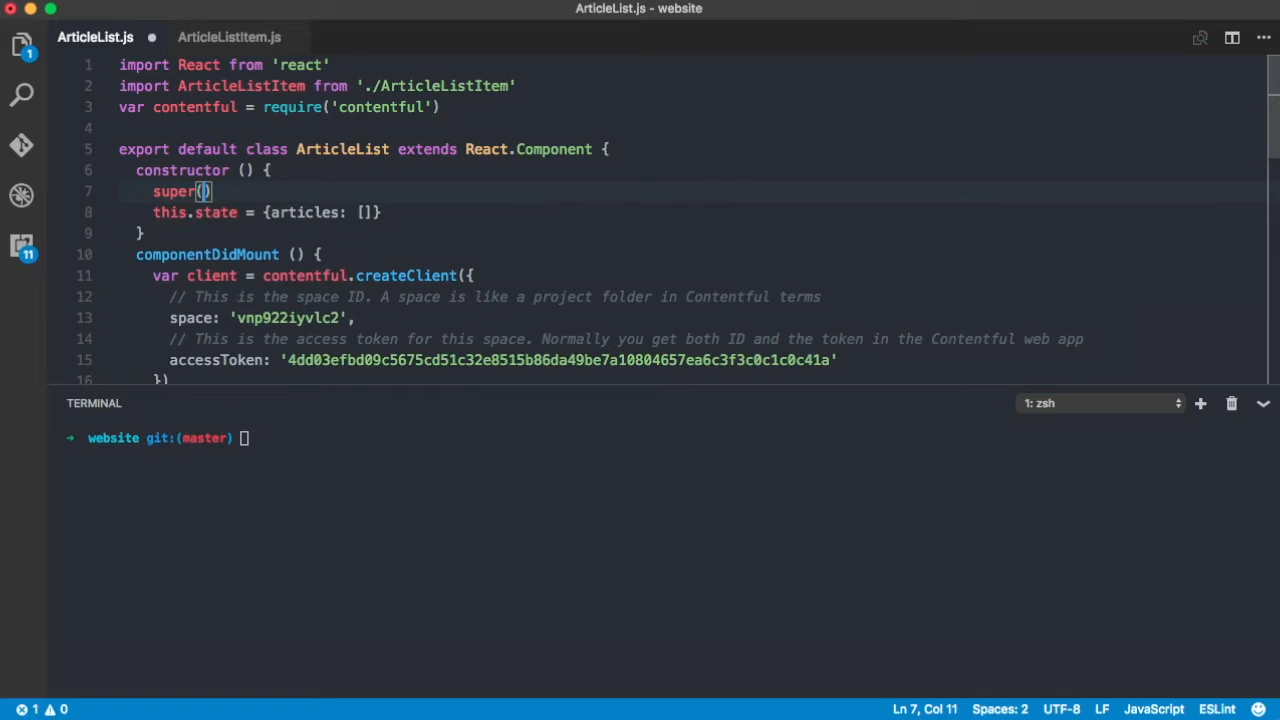 ArticleList.js - website
ArticleList.js
ArticleListItem.js
1 import React from 'react'
2 import ArticleListItem from './ArticleListItem'
3 var contentful = require('contentful')
4
5 export default class ArticleList extends React.Component {
6 constructor () {
7 super()
8 this.state = {articles: []}
9 }
10 componentDidMount () {
11 var client = contentful.createClient({
12 // This is the space ID. A space is like a project folder in Contentful terms
13 space: 'vnp922iyvlc2',
14 // This is the access token for this space. Normally you get both ID and the token in the Contentful web app
15 accessToken: '4dd03efbd09c5675cd51c32e8515b86da49be7a10804657ea6c3f3c0c1c0c41a'
16 })
1
11
TERMINAL
1: zsh
➜ website git:(master)
1 0
Ln 7, Col 11
Spaces: 2
UTF-8
LF
JavaScript
ESLint